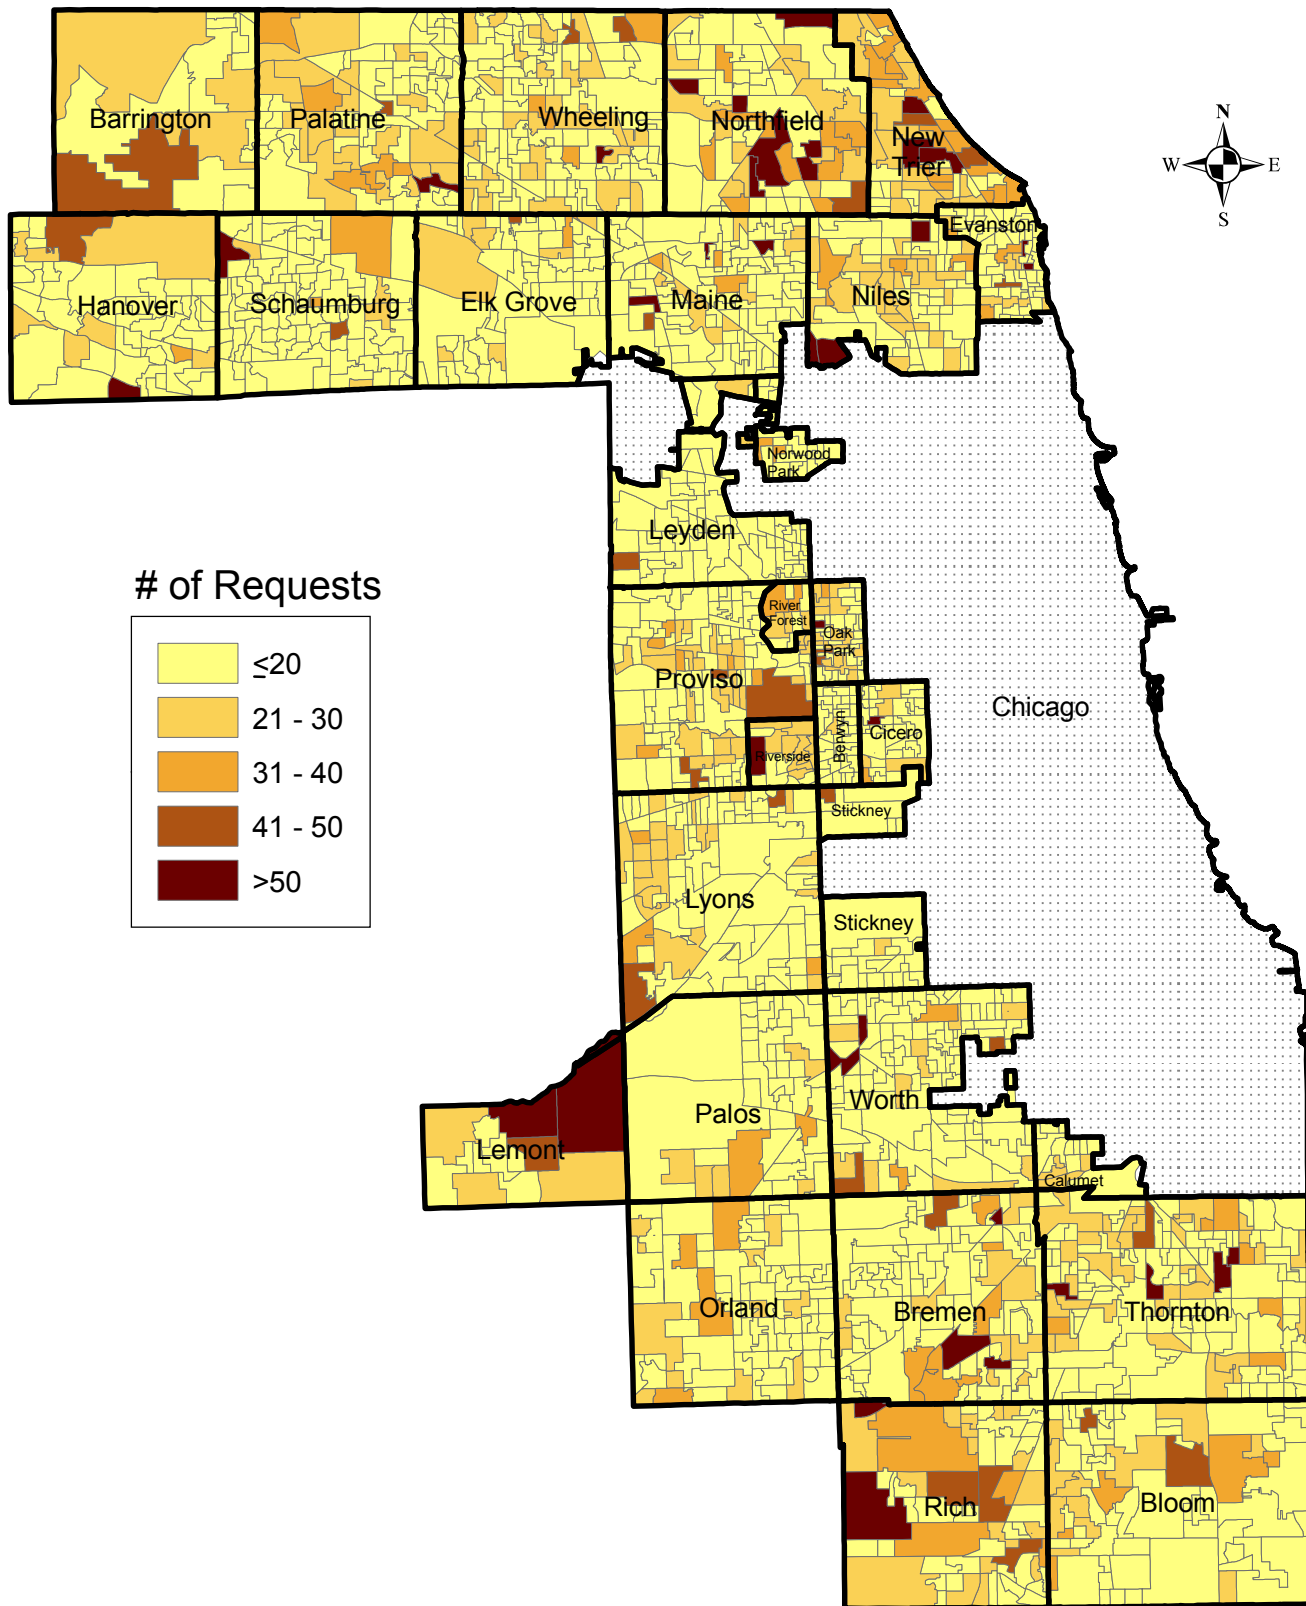 N
W
E
S
Barrington
Palatine
Wheeling
Northfield
New
Trier
Evanston
Hanover
Schaumburg
Elk Grove
Maine
Niles
Norwood
Park
Leyden
# of Requests
≤20
21 - 30
31 - 40
41 - 50
>50
River
Forest
Oak
Park
Proviso
Chicago
Berwyn
Cicero
Riverside
Stickney
Lyons
Stickney
Palos
Worth
Lemont
Calumet
Orland
Bremen
Thornton
Rich
Bloom